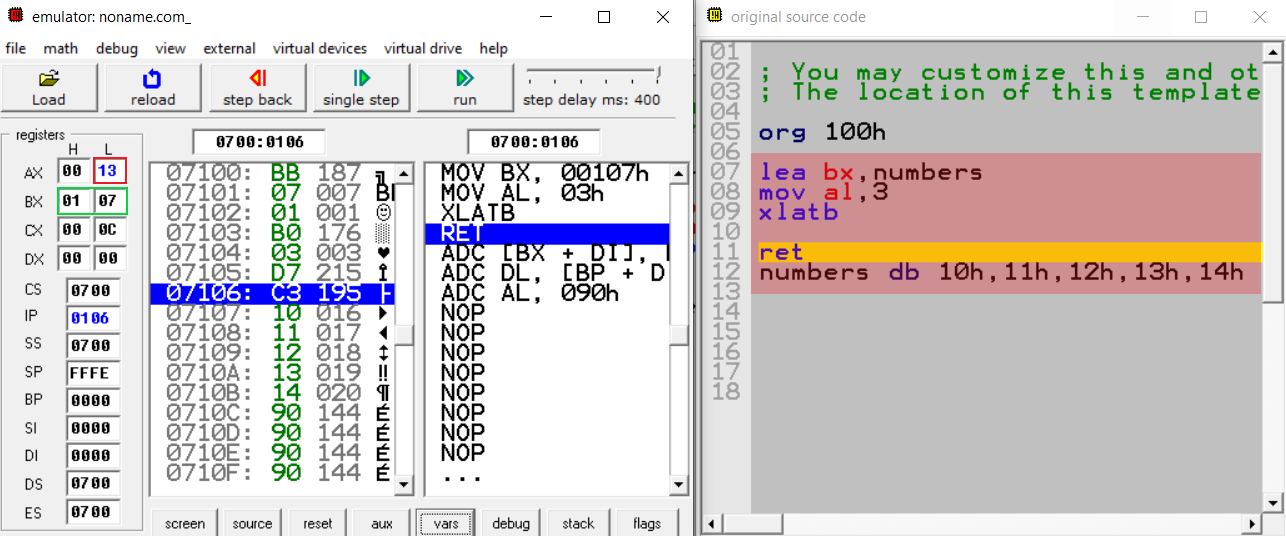 emulator: noname.com_
file math debug view external virtual devices virtual drive help
Load reload step back single step run step delay ms: 400
registers
H L
AX 00 13
BX 01 07
CX 00 0C
DX 00 00
CS 0700
IP 0106
SS 0700
SP FFFE
BP 0000
SI 0000
DI 0000
DS 0700
ES 0700
0700:0106
07100: BB 187 ╗
07101: 07 007 BE
07102: 01 001 ☺
07103: B0 176 ░
07104: 03 003 ♥
07105: D7 215
07106: C3 195 ├
07107: 10 016 ►
07108: 11 017 ◄
07109: 12 018 ↕
0710A: 13 019 ‼
0710B: 14 020 ¶
0710C: 90 144 É
0710D: 90 144 É
0710E: 90 144 É
0710F: 90 144 É
0700:0106
MOV BX, 00107h
MOV AL, 03h
XLATB
RET
ADC [BX + DI],
ADC DL, [BP + D
ADC AL, 090h
NOP
NOP
NOP
NOP
NOP
NOP
NOP
NOP
...
screen source reset aux vars debug stack flags
original source code
01
02 ; You may customize this and ot
03 ; The location of this template
04
05 org 100h
06
07 lea bx,numbers
08 mov al,3
09 xlatb
10
11 ret
12 numbers db 10h,11h,12h,13h,14h
13
14
15
16
17
18